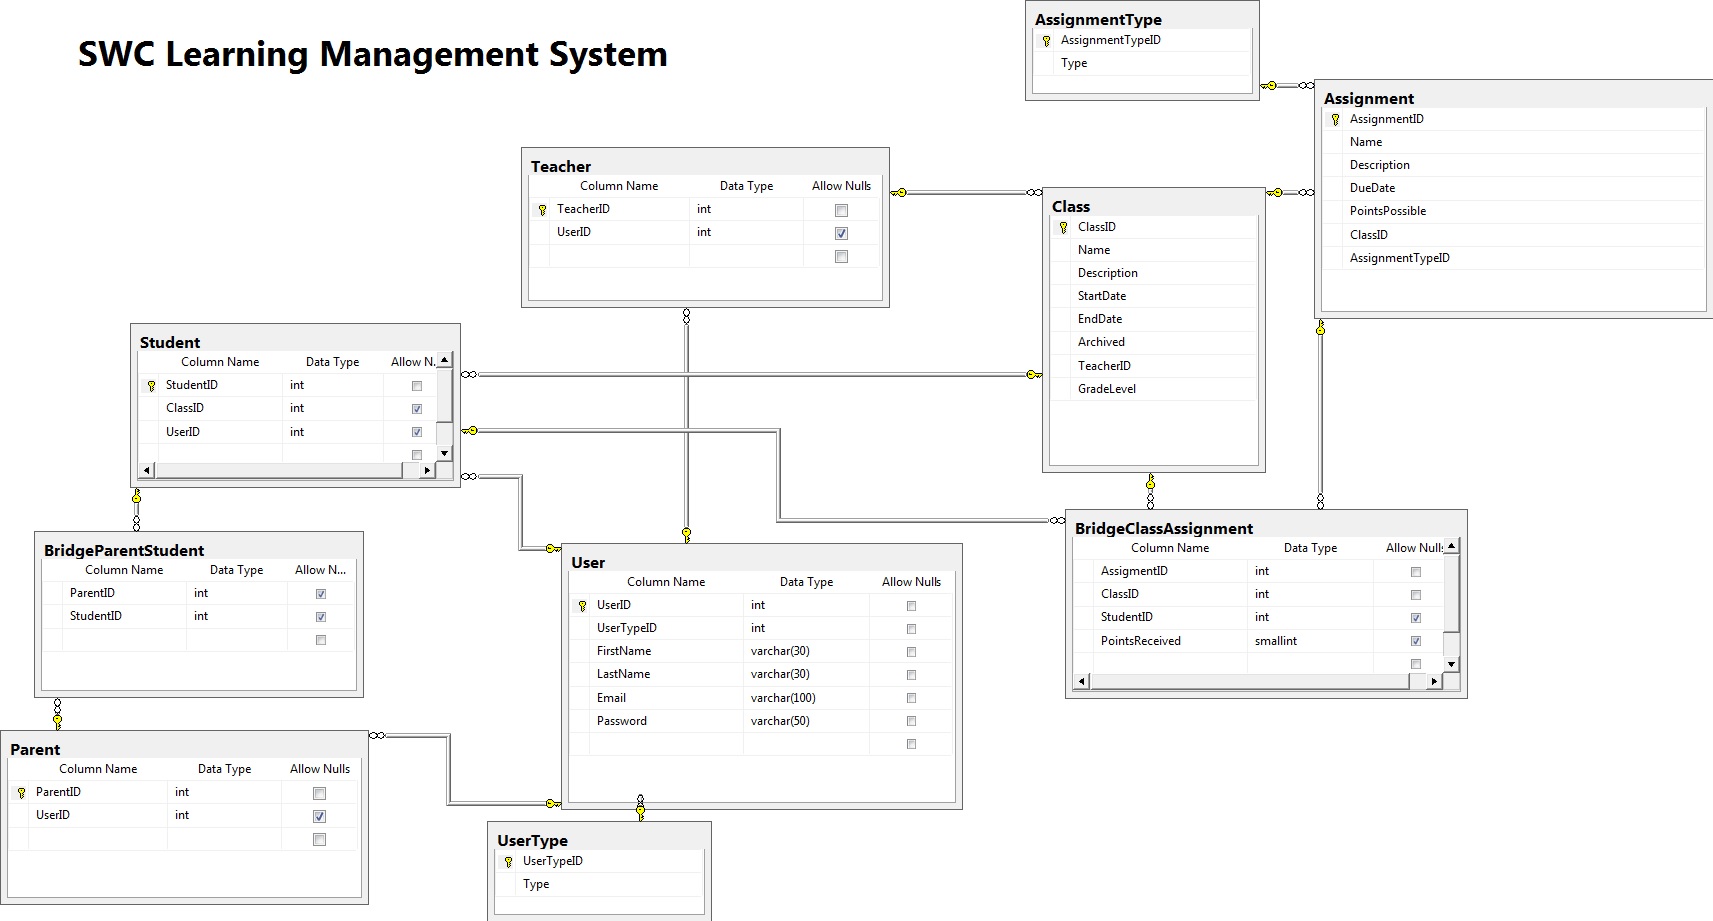 SWC Learning Management System
AssignmentType
AssignmentTypeID
Type
Assignment
AssignmentID
Name
Description
DueDate
PointsPossible
ClassID
AssignmentTypeID
Teacher
Column Name Data Type Allow Nulls
TeacherID int
UserID int
Class
ClassID
Name
Description
StartDate
EndDate
Archived
TeacherID
GradeLevel
Student
Column Name Data Type Allow N...
StudentID int
ClassID int
UserID int
BridgeParentStudent
Column Name Data Type Allow N...
ParentID int
StudentID int
User
Column Name Data Type Allow Nulls
UserID int
UserTypeID int
FirstName varchar(30)
LastName varchar(30)
Email varchar(100)
Password varchar(50)
BridgeClassAssignment
Column Name Data Type Allow Nulls
AssigmentID int
ClassID int
StudentID int
PointsReceived smallint
Parent
Column Name Data Type Allow Nulls
ParentID int
UserID int
UserType
UserTypeID
Type